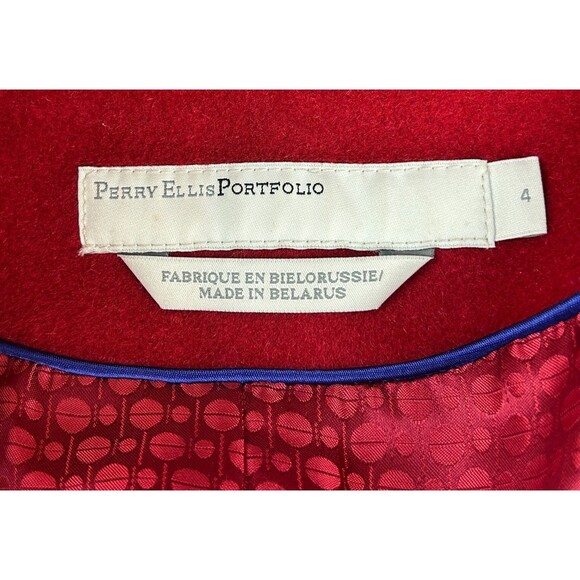 PERRY ELLIS PORTFOLIO
4
FABRIQUE EN BIELORUSSIE/
MADE IN BELARUS